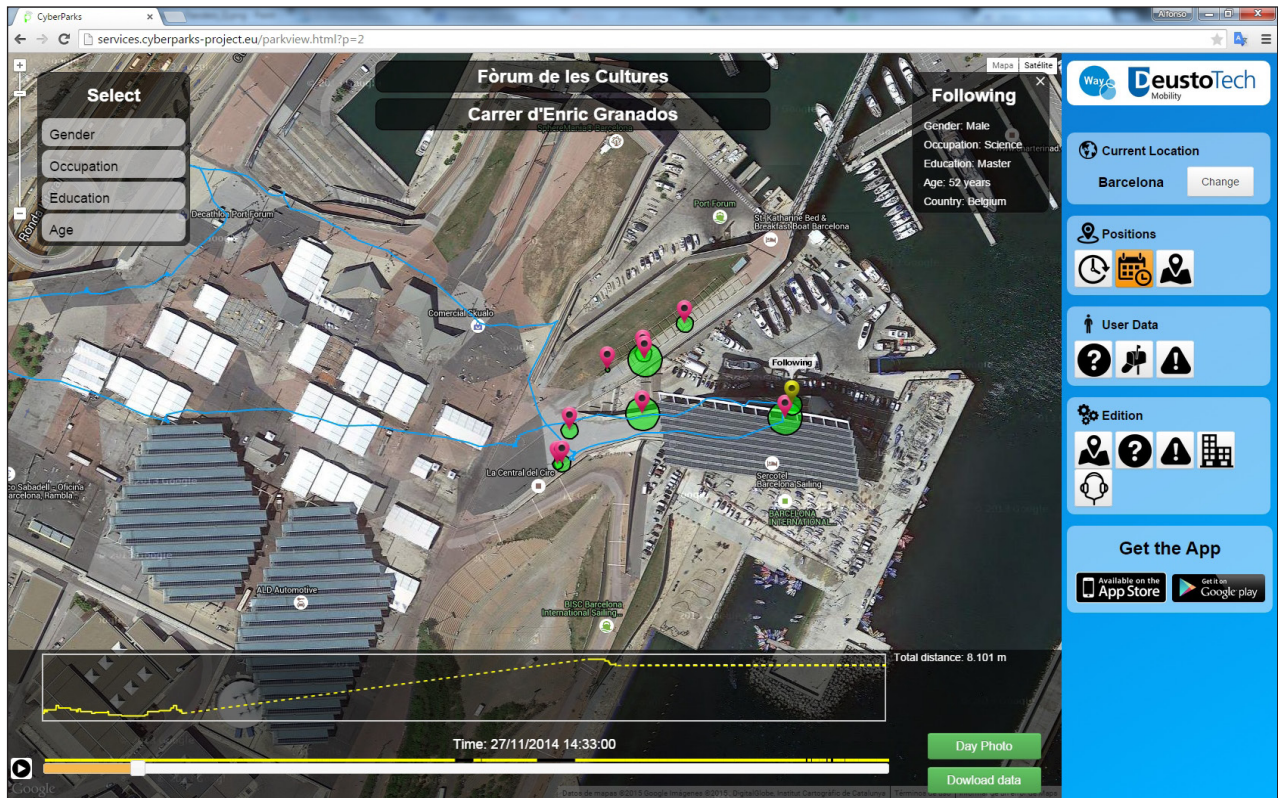 CyberParks
Alfonso
services.cyberparks-project.eu/parkview.html?p=2
Select
Gender
Occupation
Education
Age
Fòrum de les Cultures
Carrer d'Enric Granados
Mapa
Satélite
Following
Gender: Male
Occupation: Science
Education: Master
Age: 52 years
Country: Belgium
Decathlon Port Forum
Port Forum
St. Katharine Bed &
Breakfast Boat Barcelona
Comercial Skualo
Following
La Central del Circ
Sercotel
Barcelona Sailing
BARCELONA
INTERNATIONAL...
ALD Automotive
BISC Barcelona
International Sailing...
Total distance: 8.101 m
Time: 27/11/2014 14:33:00
Day Photo
Dowload data
Google
Way
DeustoTech
Mobility
Current Location
Barcelona
Change
Positions
User Data
Edition
Get the App
Available on the
App Store
Get it on
Google play